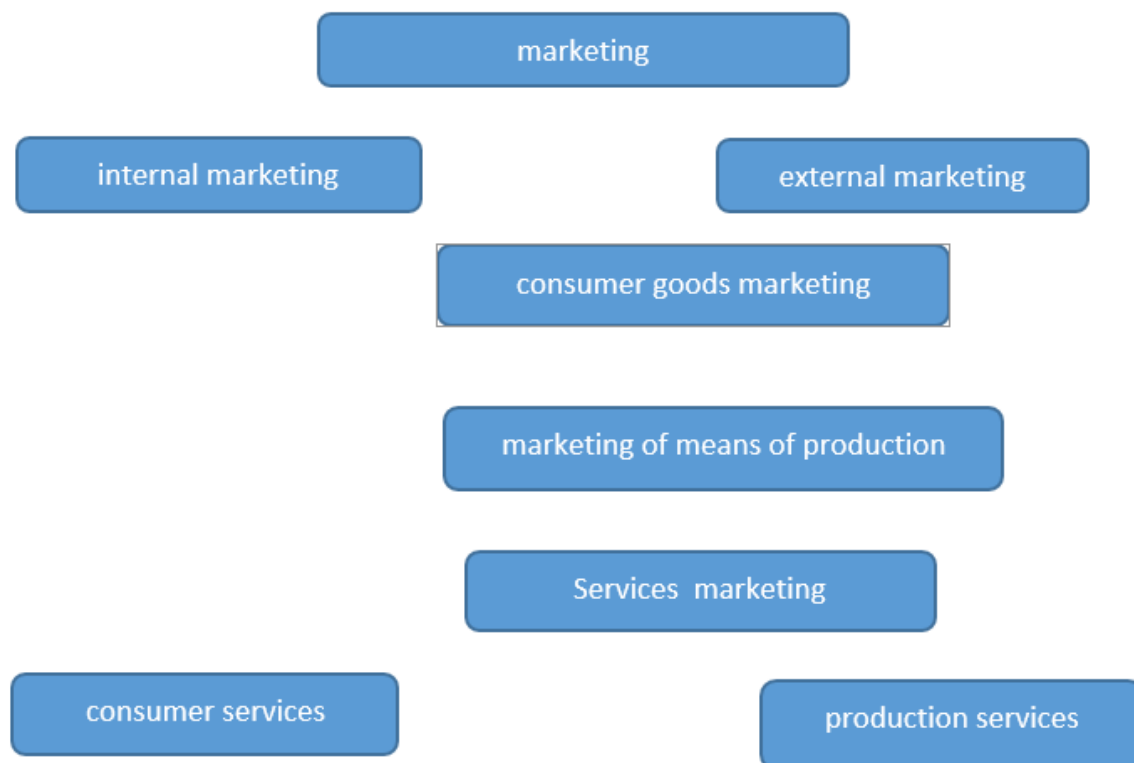 marketing
internal marketing
external marketing
consumer goods marketing
marketing of means of production
Services  marketing
consumer services
production services